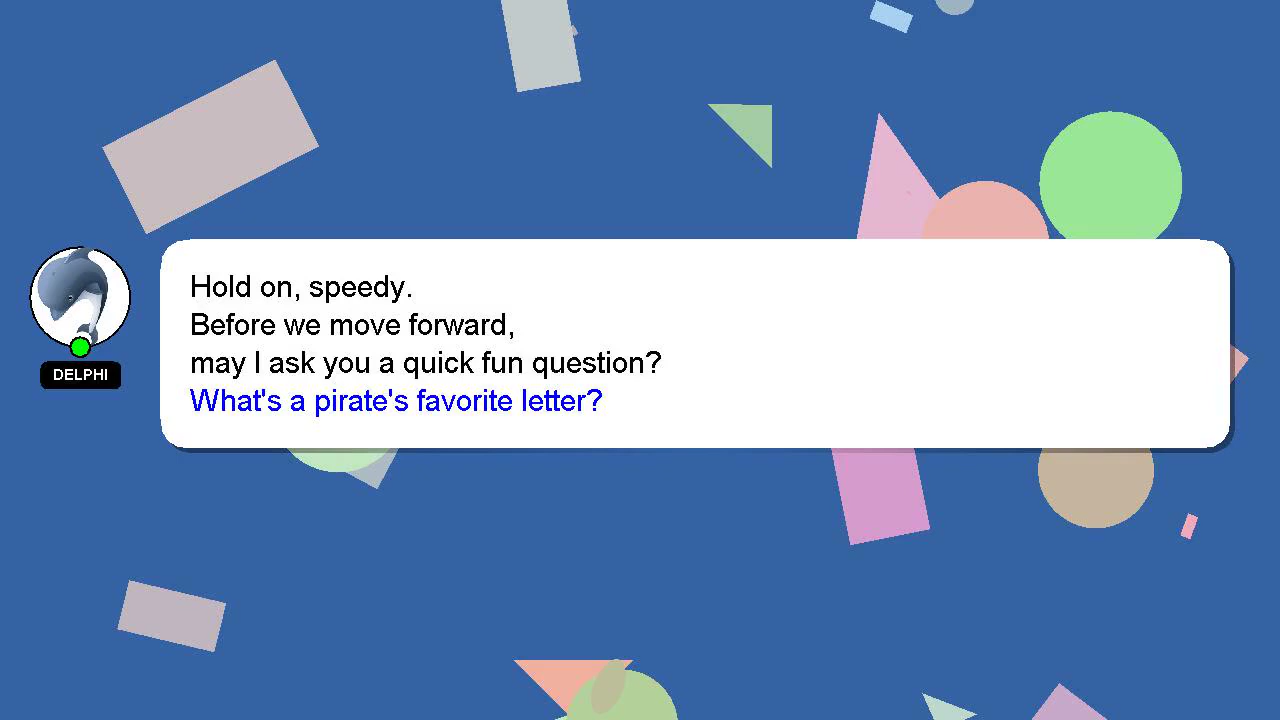 Hold on, speedy.
Before we move forward,
may I ask you a quick fun question?
What's a pirate's favorite letter?
DELPHI